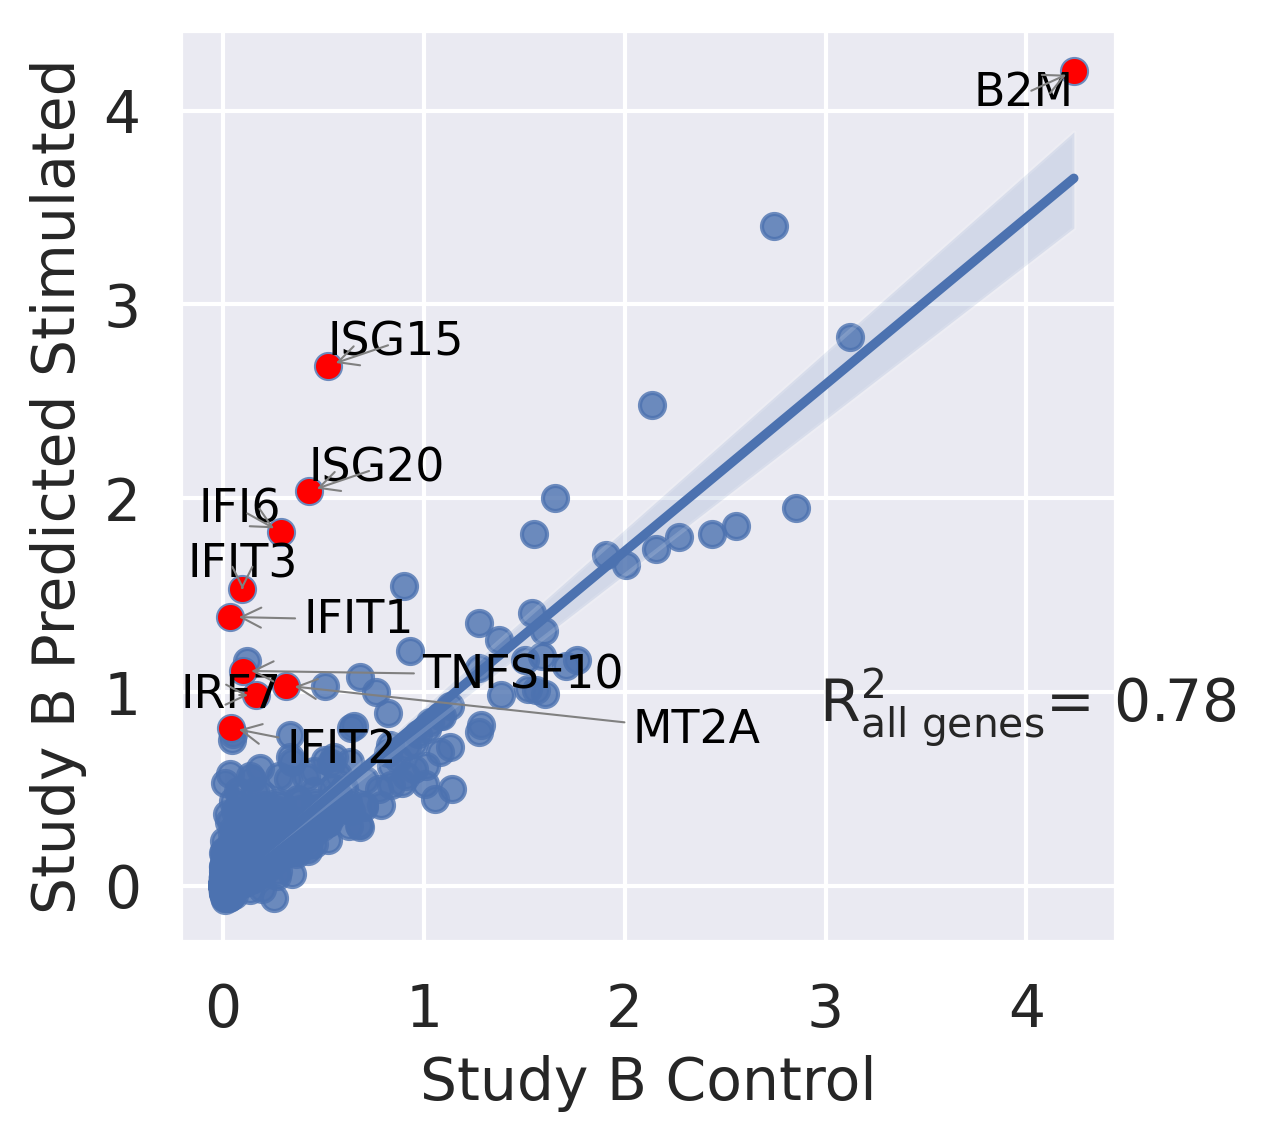 Study B Predicted Stimulated
4
3
2
1
0
B2M
ISG15
ISG20
IFI6
IFIT3
IFIT1
TNFSF10
IRF7
MT2A
IFIT2
R²all genes = 0.78
0 1 2 3 4
Study B Control